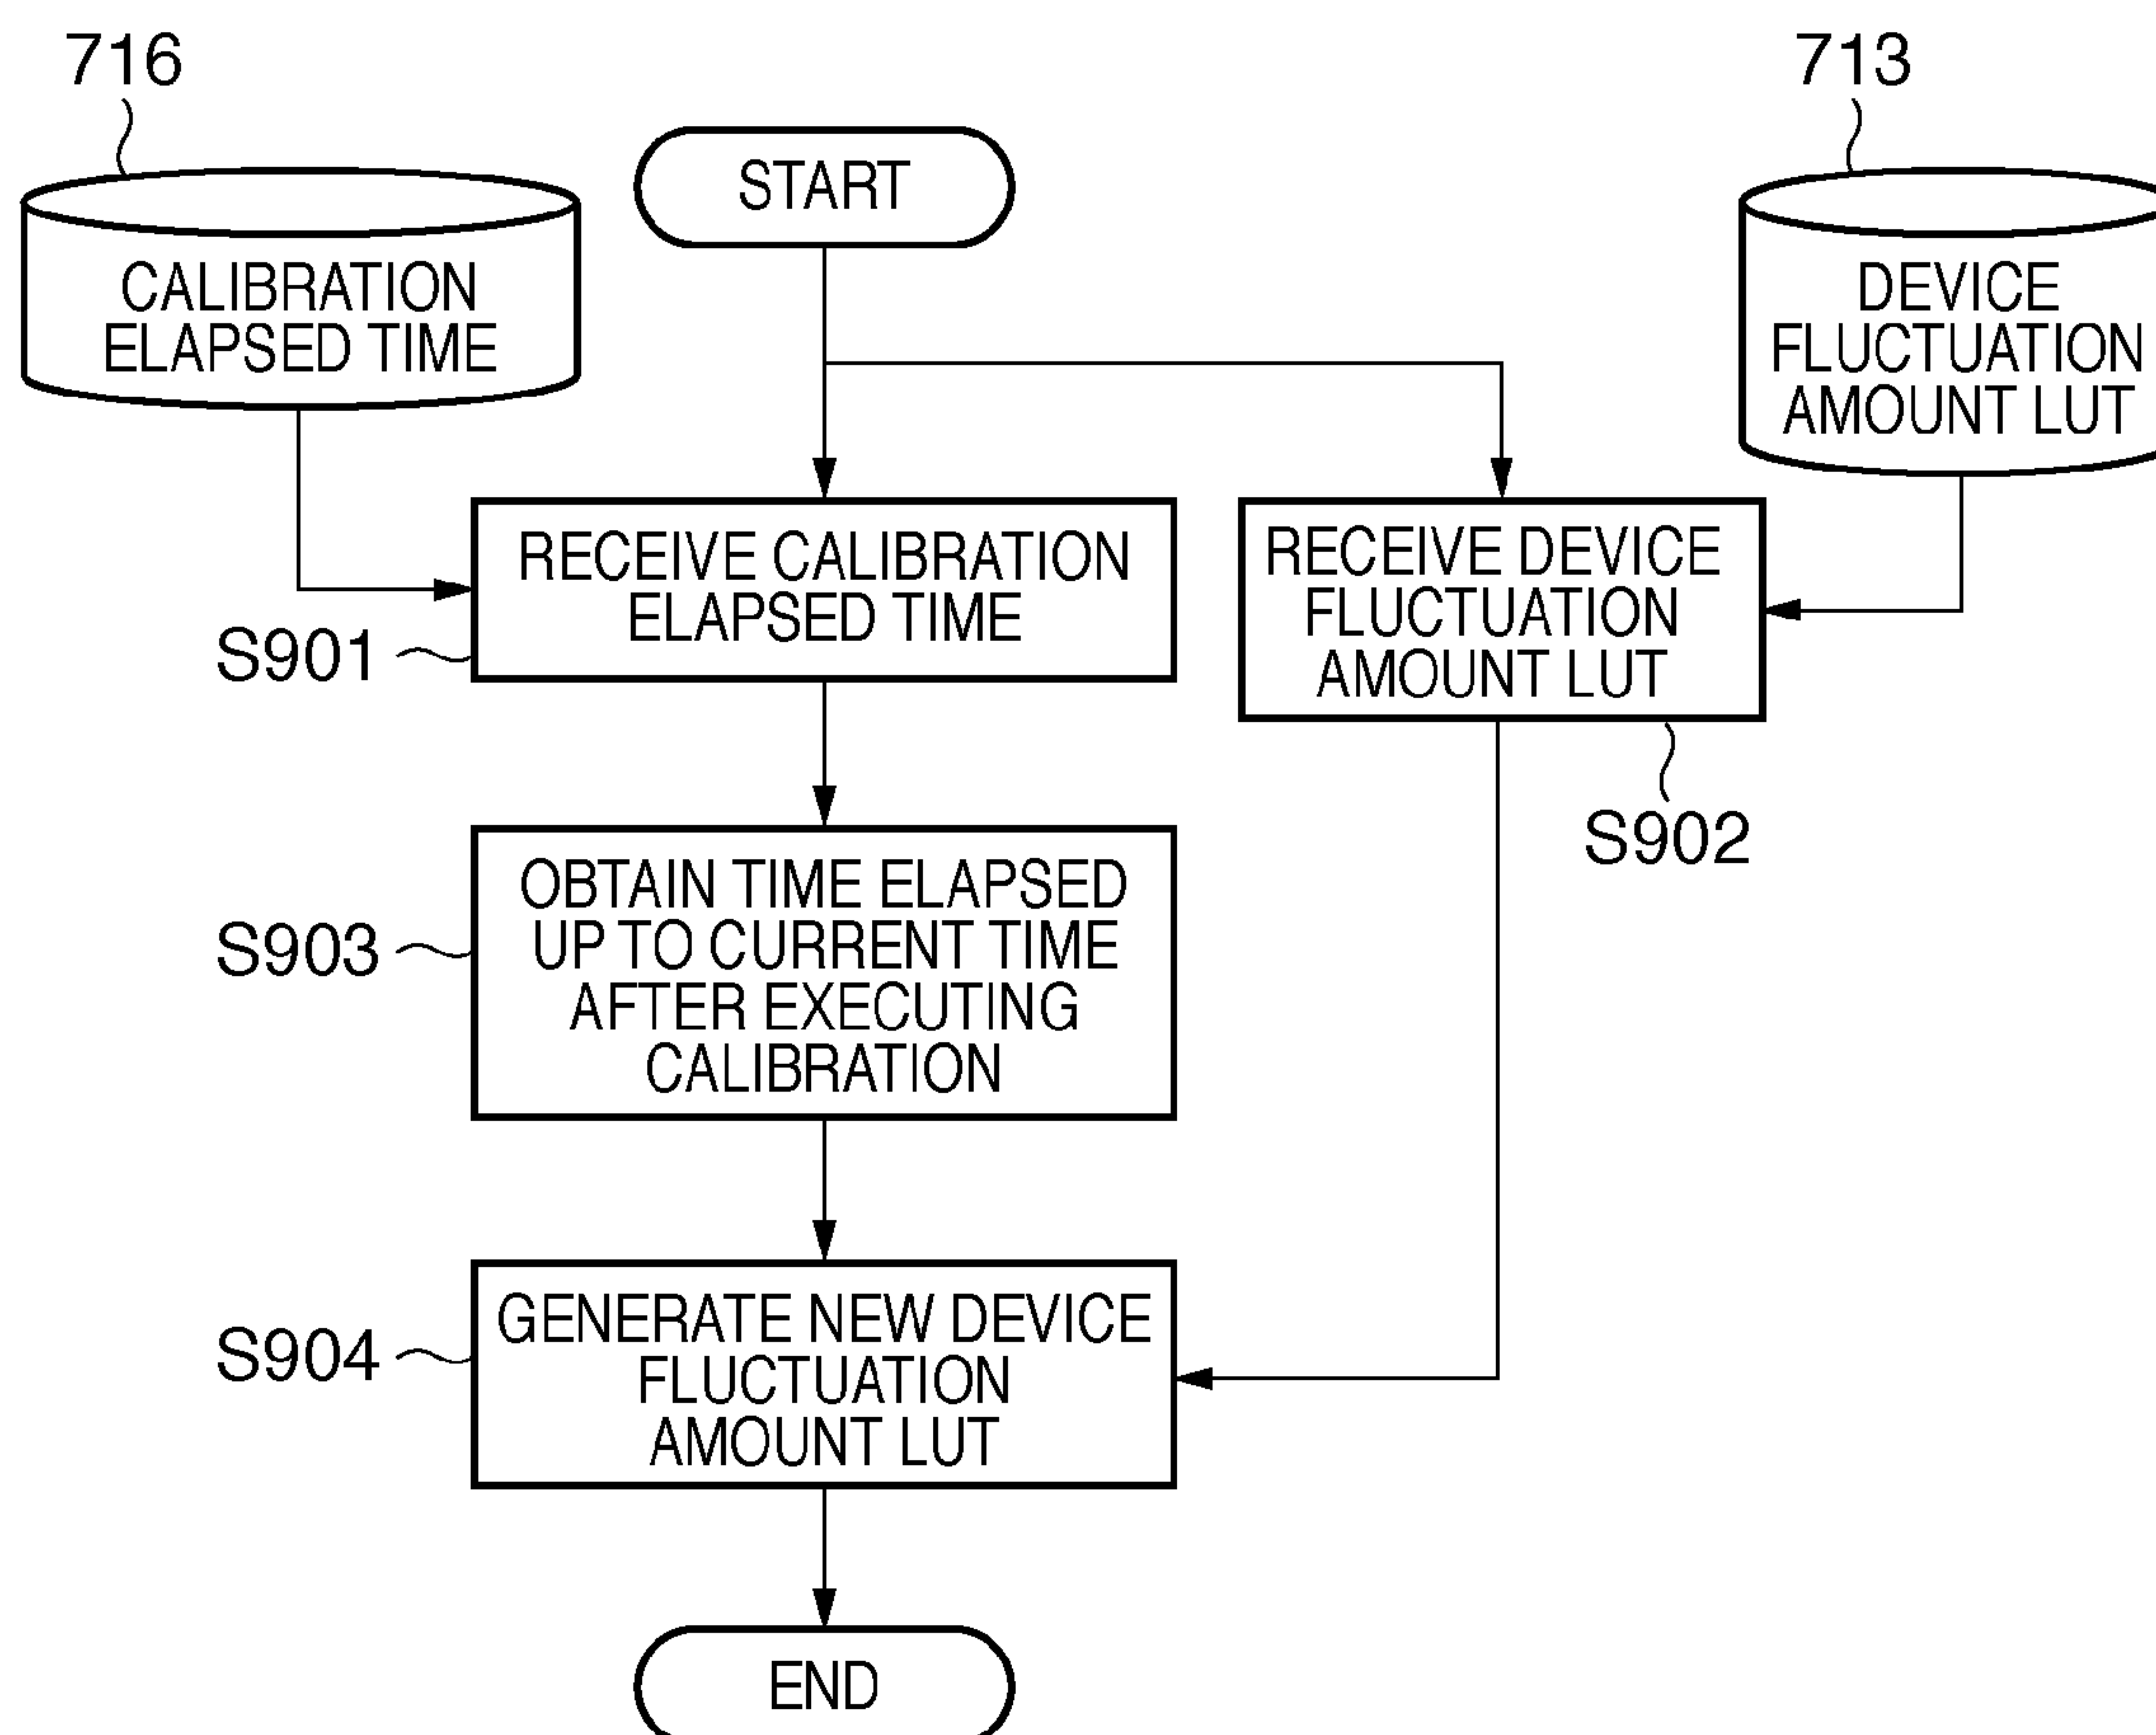 716
713
START
CALIBRATION
ELAPSED TIME
DEVICE
FLUCTUATION
AMOUNT LUT
RECEIVE CALIBRATION
ELAPSED TIME
S901
RECEIVE DEVICE
FLUCTUATION
AMOUNT LUT
S902
OBTAIN TIME ELAPSED
UP TO CURRENT TIME
AFTER EXECUTING
CALIBRATION
S903
GENERATE NEW DEVICE
FLUCTUATION
AMOUNT LUT
S904
END